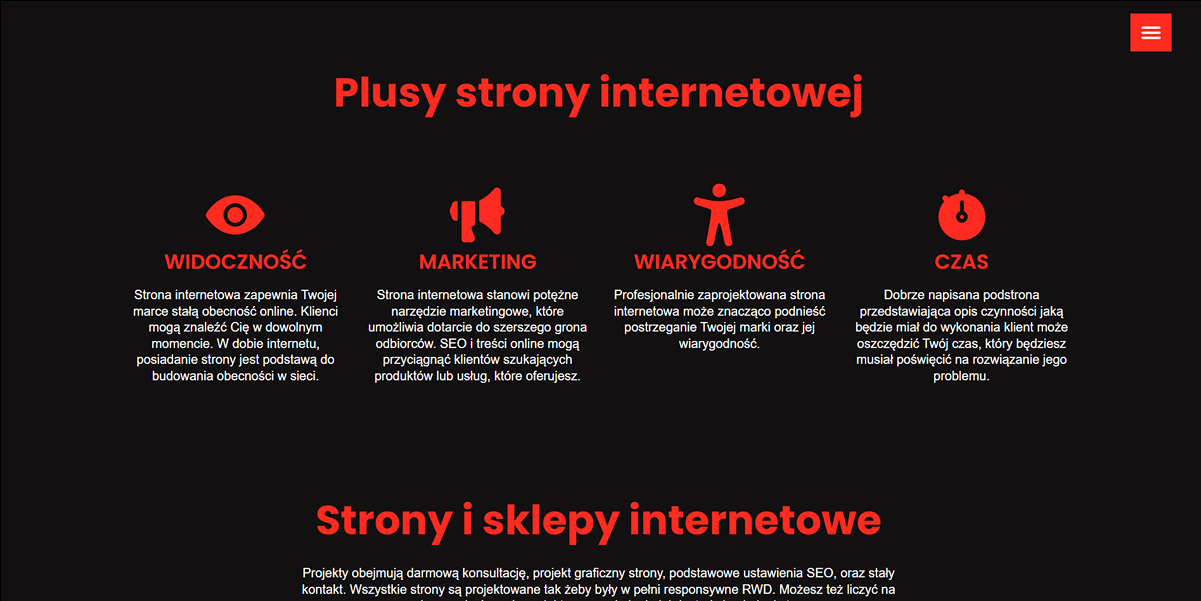 Plusy strony internetowej
WIDOCZNOŚĆ
Strona internetowa zapewnia Twojej
marce stałą obecność online. Klienci
mogą znaleźć Cię w dowolnym
momencie. W dobie internetu,
posiadanie strony jest podstawą do
budowania obecności w sieci.
MARKETING
Strona internetowa stanowi potężne
narzędzie marketingowe, które
umożliwia dotarcie do szerszego grona
odbiorców. SEO i treści online mogą
przyciągnąć klientów szukających
produktów lub usług, które oferujesz.
WIARYGODNOŚĆ
Profesjonalnie zaprojektowana strona
internetowa może znacząco podnieść
postrzeganie Twojej marki oraz jej
wiarygodność.
CZAS
Dobrze napisana podstrona
przedstawiająca opis czynności jaką
będzie miał do wykonania klient może
oszczędzić Twój czas, który będziesz
musiał poświęcić na rozwiązanie jego
problemu.
Strony i sklepy internetowe
Projekty obejmują darmową konsultację, projekt graficzny strony, podstawowe ustawienia SEO, oraz stały
kontakt. Wszystkie strony są projektowane tak żeby były w pełni responsywne RWD. Możesz też liczyć na